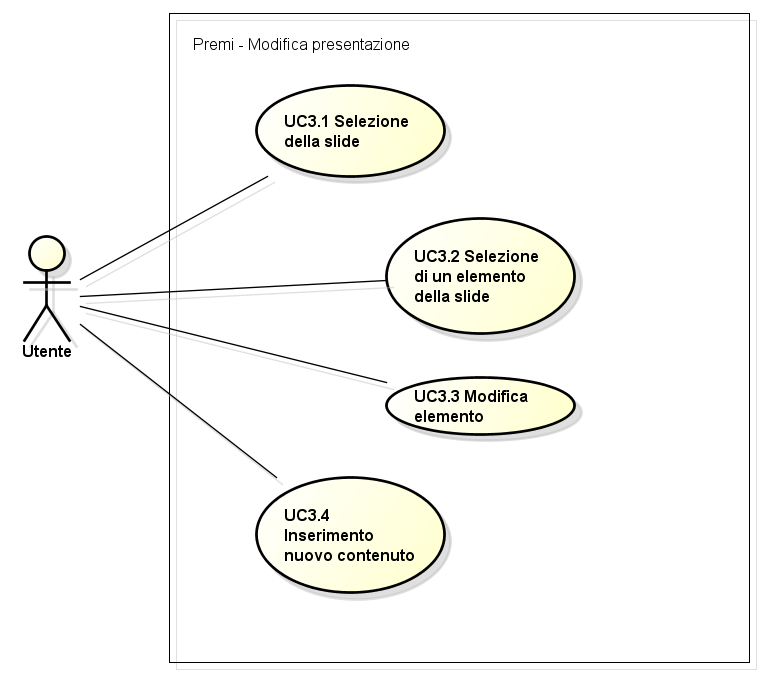 Premi - Modifica presentazione
UC3.1 Selezione
della slide
UC3.2 Selezione
di un elemento
della slide
Utente
UC3.3 Modifica
elemento
UC3.4
Inserimento
nuovo contenuto